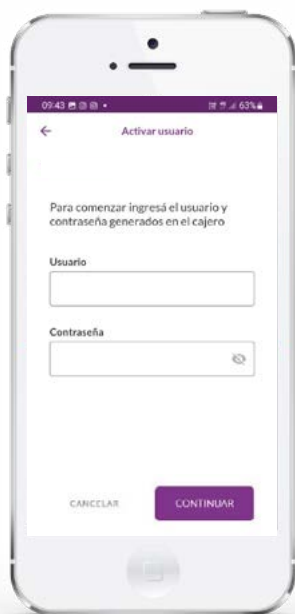 09:43 63%
Activar usuario
Para comenzar ingresá el usuario y
contraseña generados en el cajero
Usuario
Contraseña
CANCELAR CONTINUAR